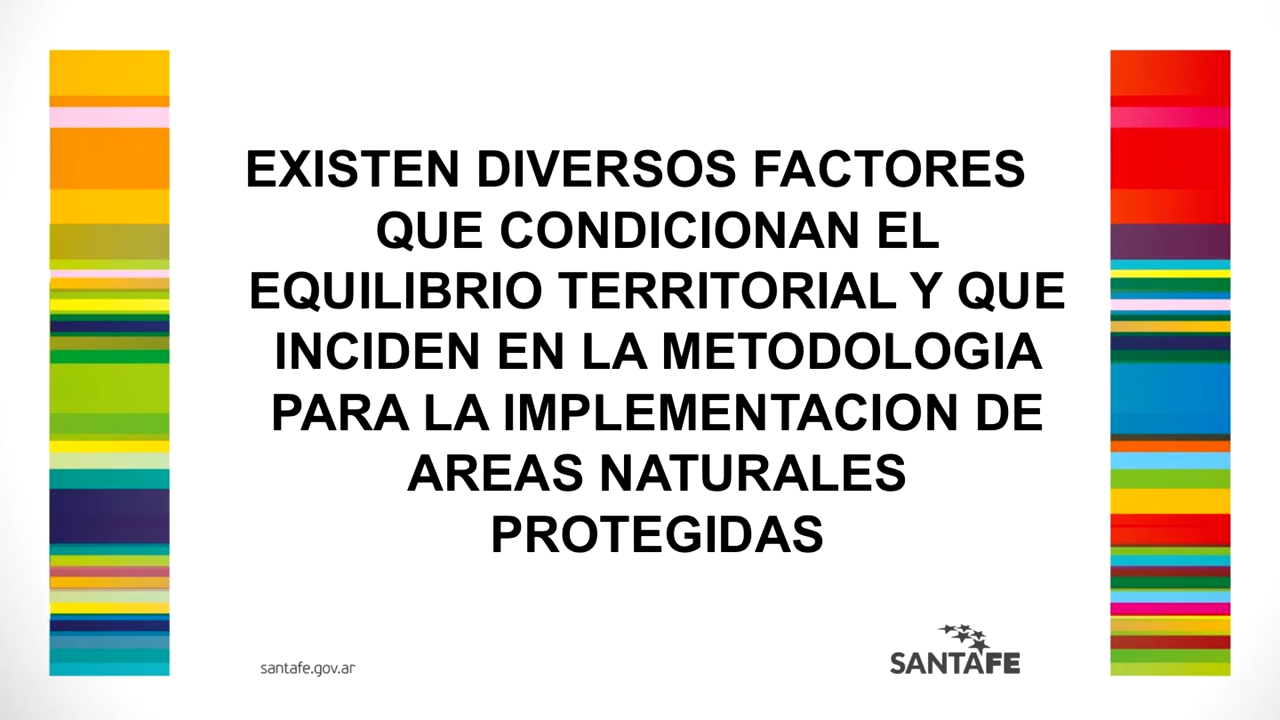 EXISTEN DIVERSOS FACTORES
QUE CONDICIONAN EL
EQUILIBRIO TERRITORIAL Y QUE
INCIDEN EN LA METODOLOGIA
PARA LA IMPLEMENTACION DE
AREAS NATURALES
PROTEGIDAS
santafe.gov.ar
SANTAFE